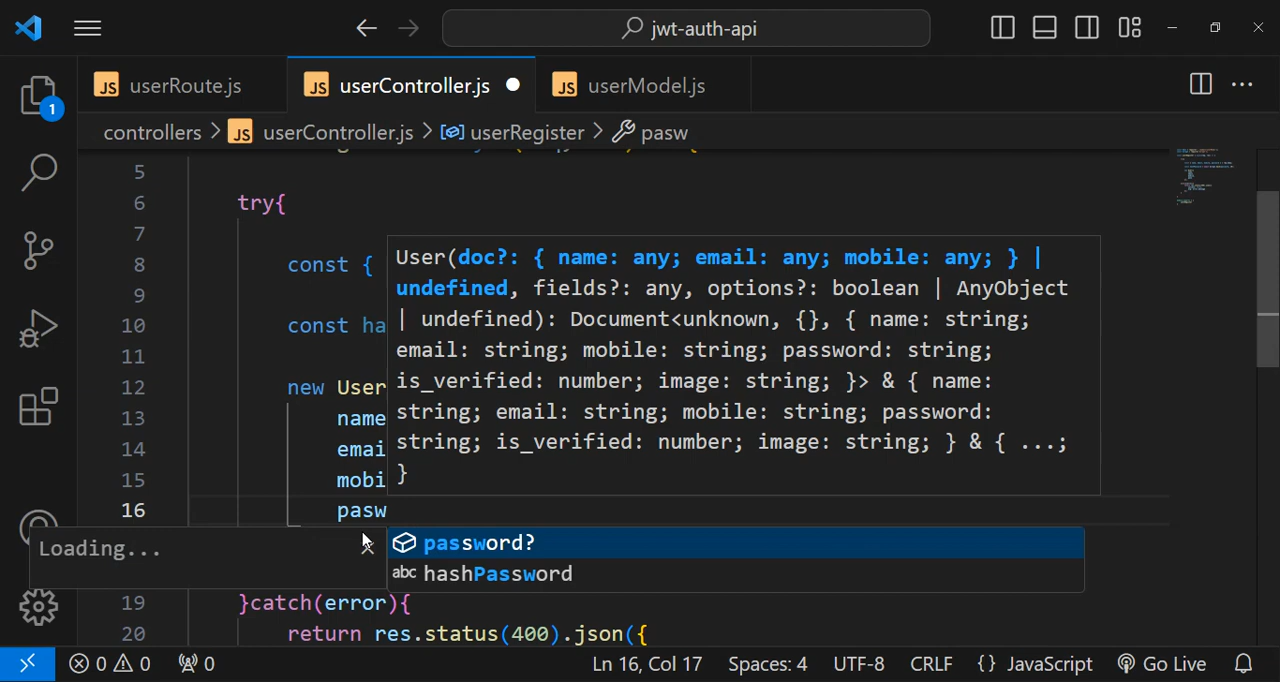 jwt-auth-api
JS userRoute.js
JS userController.js
JS userModel.js
1
controllers > JS userController.js > userRegister > pasw
5
6 try{
7
8 const {
9
10 const ha
11
12 new User
13 name
14 emai
15 mobi
16 pasw
User(doc?: { name: any; email: any; mobile: any; } |
undefined, fields?: any, options?: boolean | AnyObject
| undefined): Document<unknown, {}, { name: string;
email: string; mobile: string; password: string;
is_verified: number; image: string; }> & { name:
string; email: string; mobile: string; password:
string; is_verified: number; image: string; } & { ...;
}
Loading...
password?
abc hashPassword
19 }catch(error){
20 return res.status(400).json({
0 0 0 Ln 16, Col 17 Spaces: 4 UTF-8 CRLF {} JavaScript Go Live